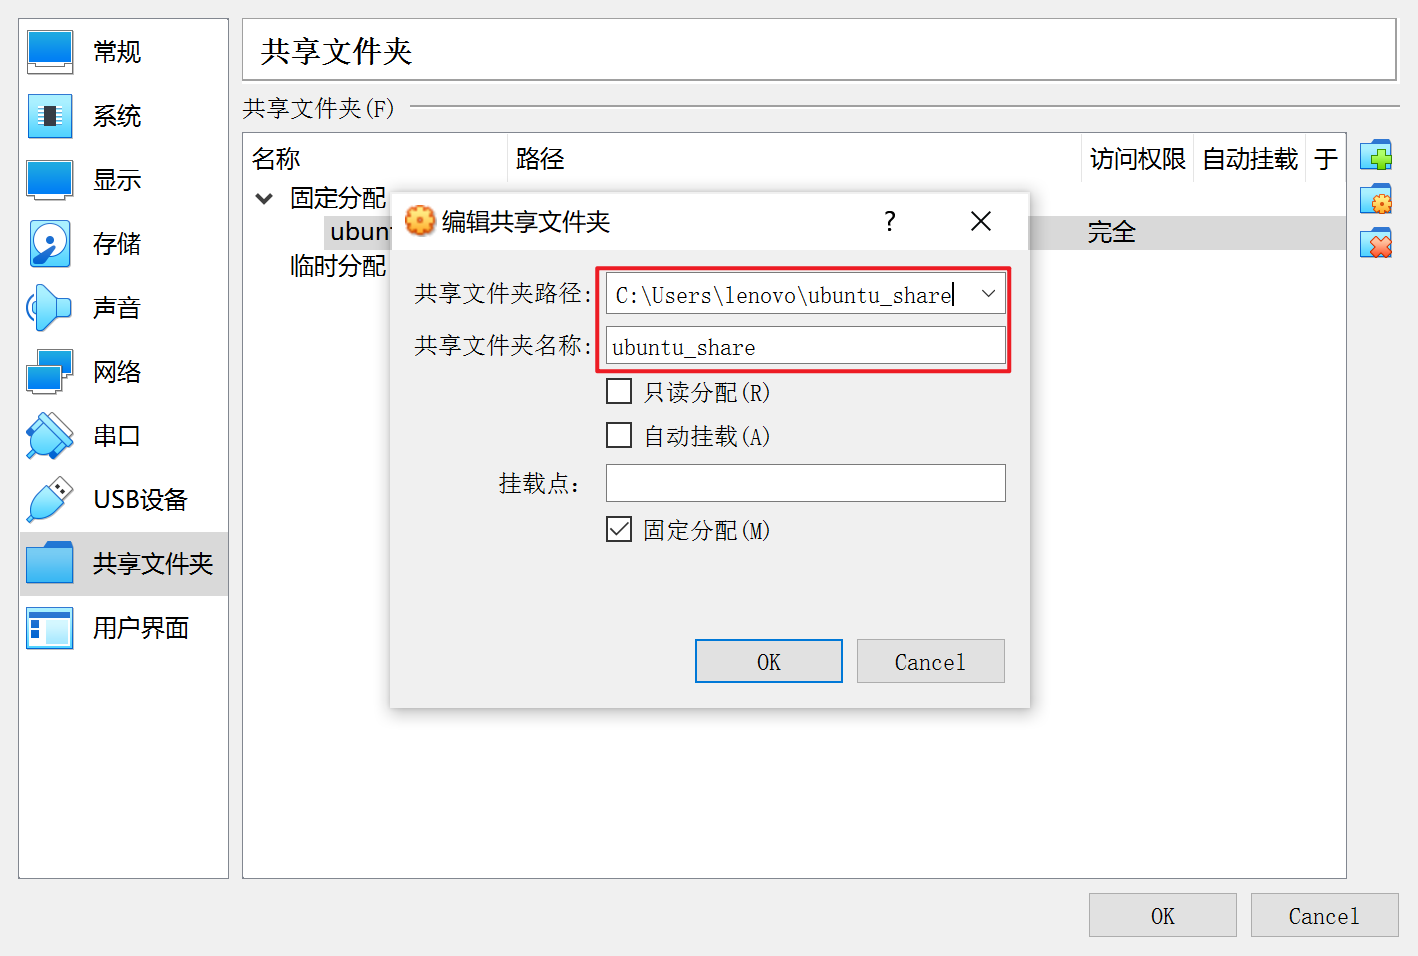 常规
系统
显示
存储
声音
网络
串口
USB设备
共享文件夹
用户界面
共享文件夹
共享文件夹(F)
名称 路径 访问权限 自动挂载 于
固定分配
ubun 完全
临时分配
编辑共享文件夹 ?
共享文件夹路径: C:\Users\lenovo\ubuntu_share
共享文件夹名称: ubuntu_share
只读分配(R)
自动挂载(A)
挂载点:
固定分配(M)
OK Cancel
OK Cancel